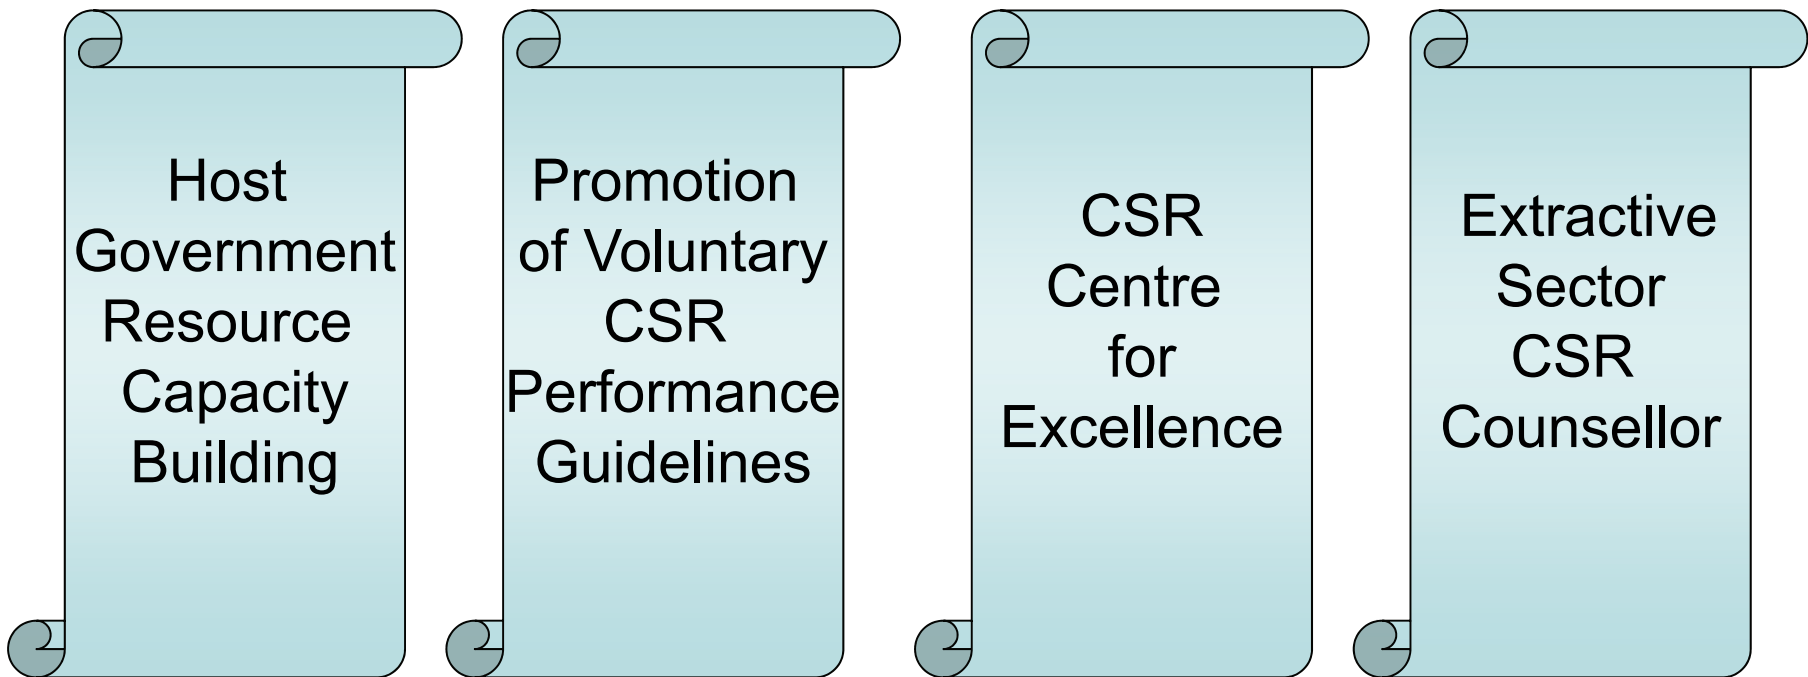 Host
Government
Resource
Capacity
Building
Promotion
of Voluntary
CSR
Performance
Guidelines
CSR
Centre
for
Excellence
Extractive
Sector
CSR
Counsellor